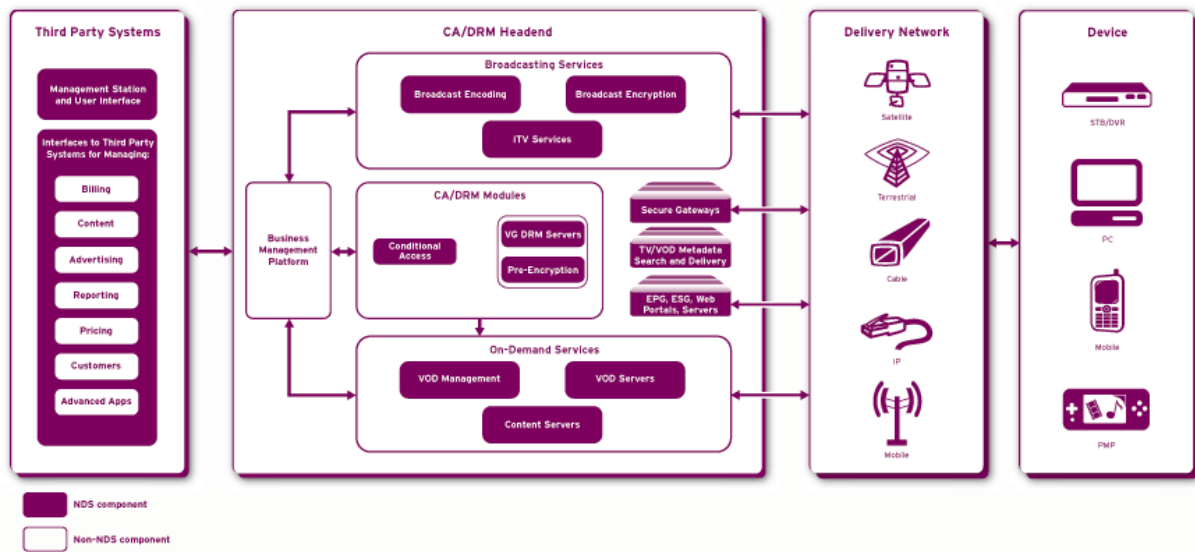 Third Party Systems
Management Station
and User Interface
Interfaces to Third Party
Systems for Managing:
Billing
Content
Advertising
Reporting
Pricing
Customers
Advanced Apps
CA/DRM Headend
Broadcasting Services
Broadcast Encoding
Broadcast Encryption
iTV Services
Business
Management
Platform
CA/DRM Modules
Conditional
Access
VG DRM Servers
Pre-Encryption
Secure Gateways
TV/VOD Metadata
Search and Delivery
EPG, ESG, Web
Portals, Servers
On-Demand Services
VOD Management
VOD Servers
Content Servers
Delivery Network
Satellite
Terrestrial
Cable
IP
Mobile
Device
STB/DVR
PC
Mobile
PMP
NDS component
Non-NDS component